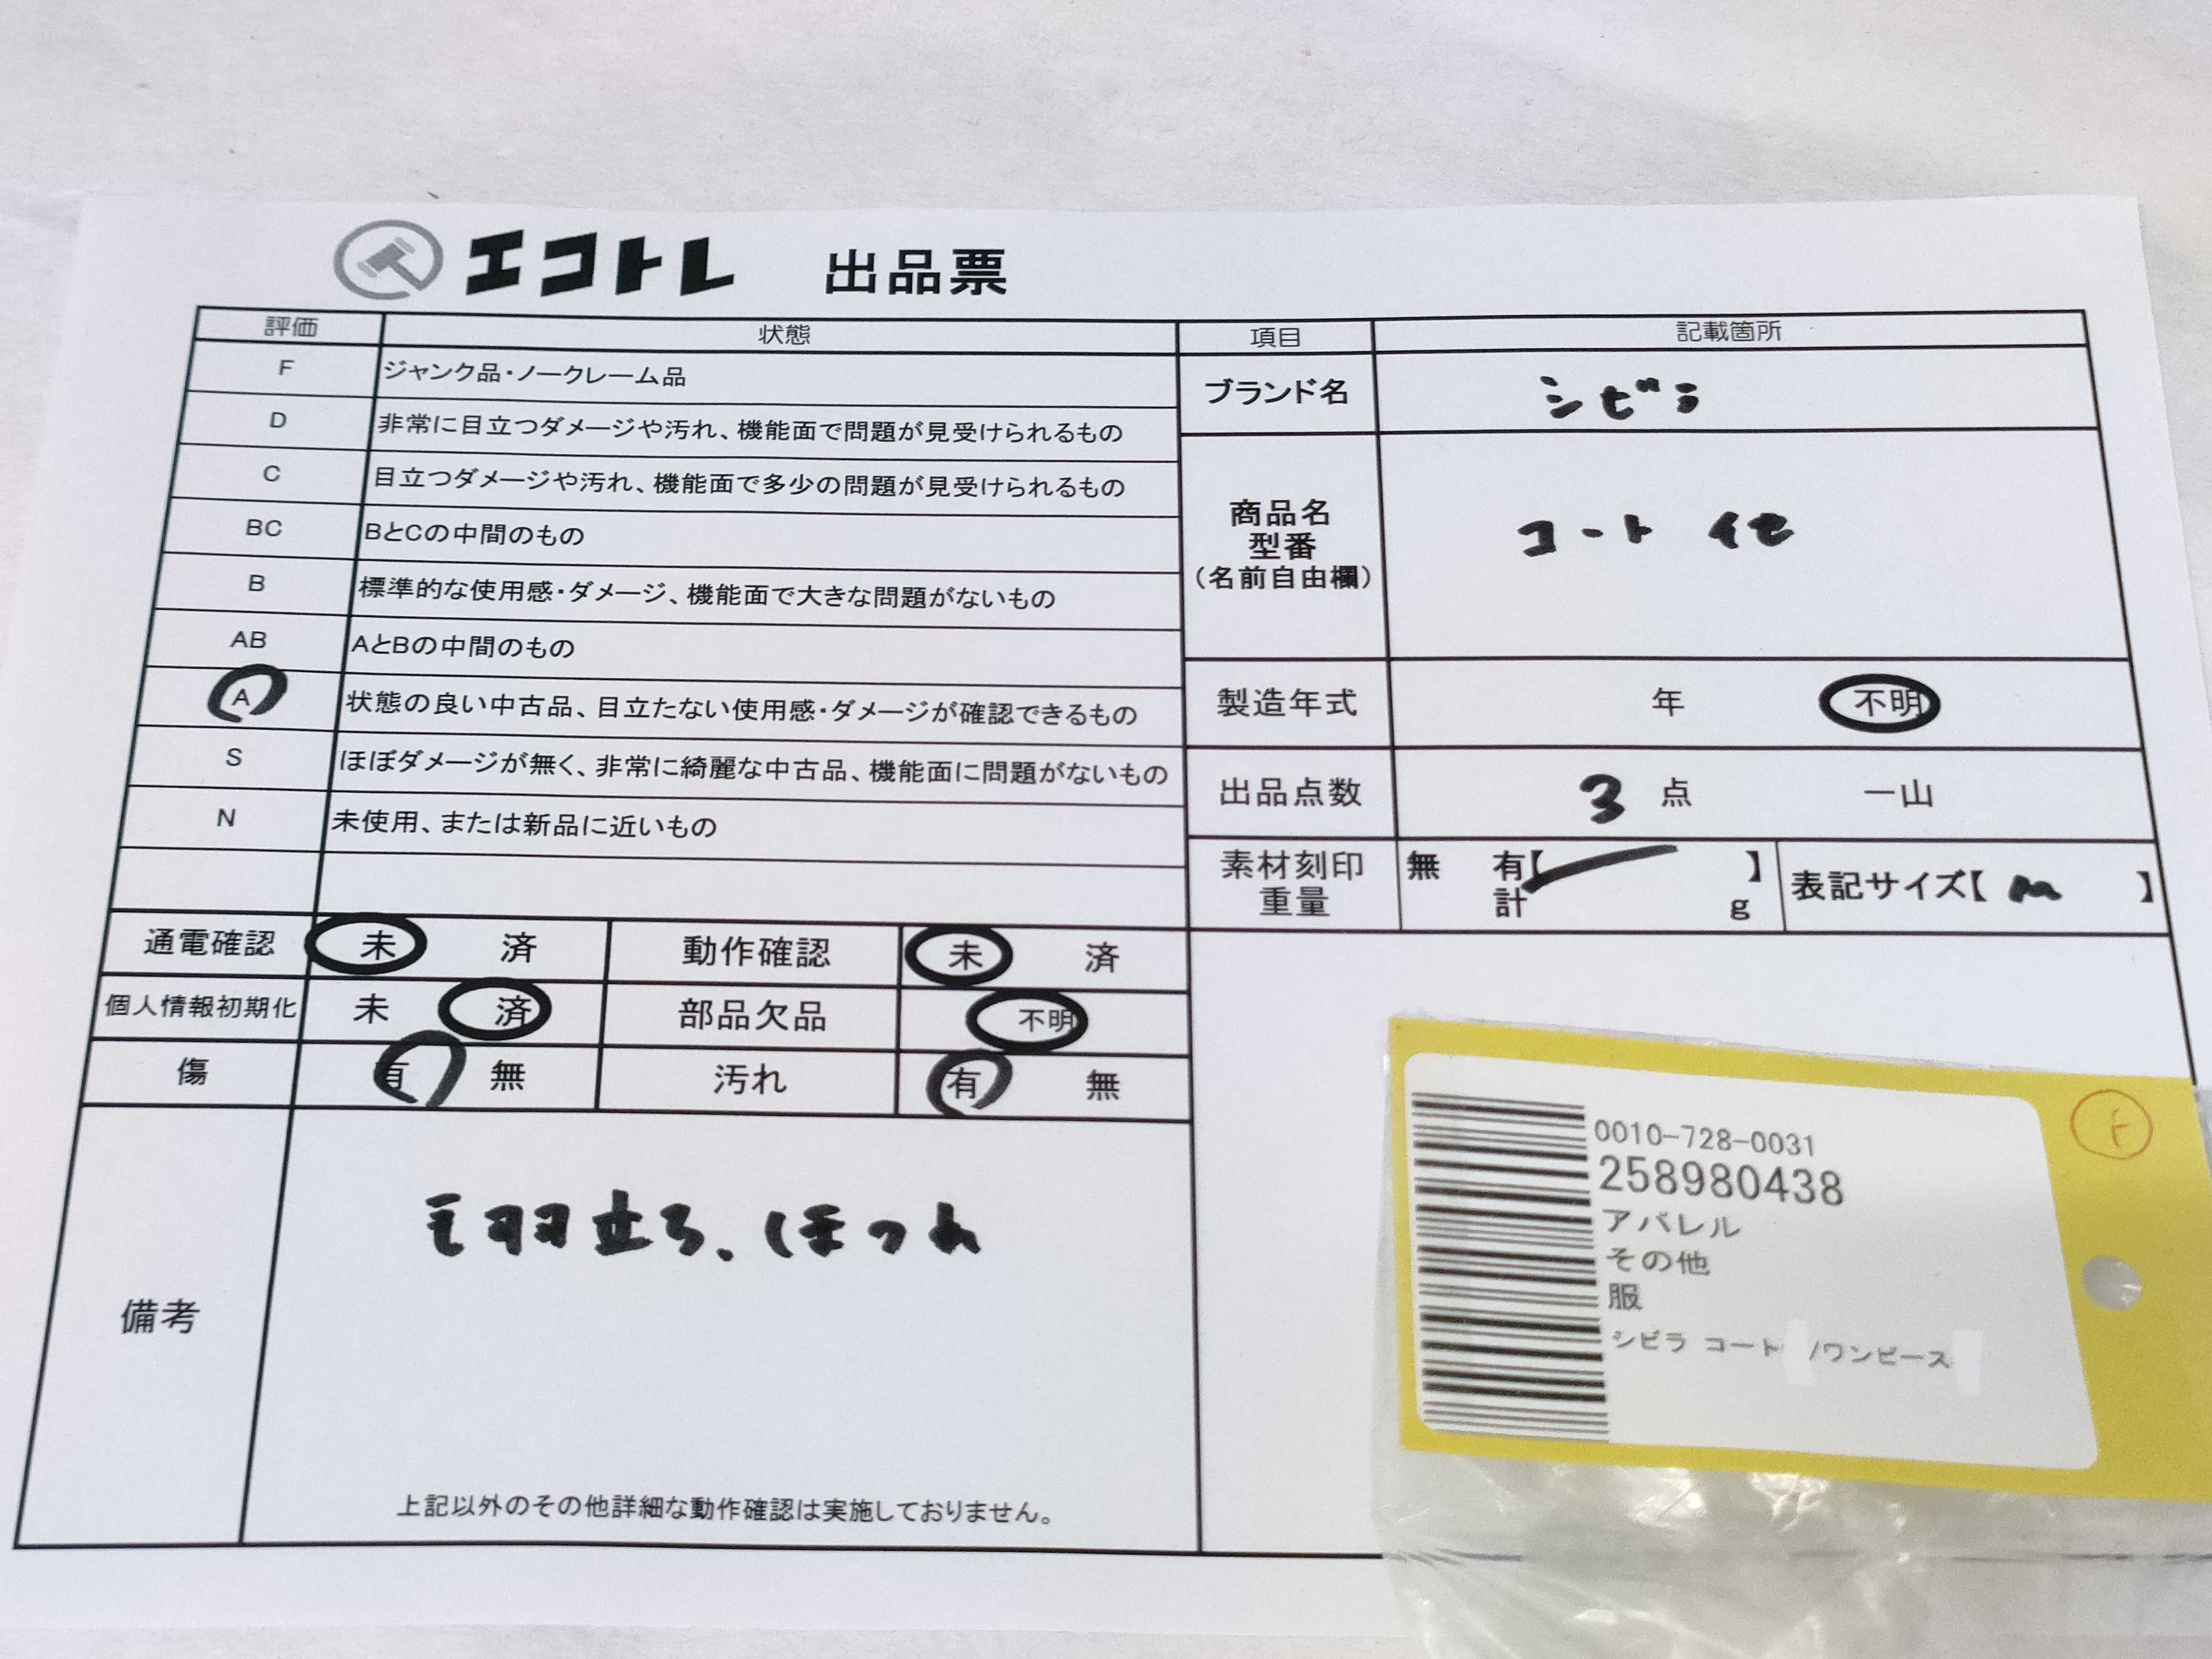 エコトレ 出品票
評価 状態
F ジャンク品・ノークレーム品
D 非常に目立つダメージや汚れ、機能面で問題が見受けられるもの
C 目立つダメージや汚れ、機能面で多少の問題が見受けられるもの
BC BとCの中間のもの
B 標準的な使用感・ダメージ、機能面で大きな問題がないもの
AB AとBの中間のもの
A 状態の良い中古品、目立たない使用感・ダメージが確認できるもの
S ほぼダメージが無く、非常に綺麗な中古品、機能面に問題がないもの
N 未使用、または新品に近いもの
項目 記載箇所
ブランド名 シビラ
商品名 コート 他
型番
(名前自由欄)
製造年式 年 不明
出品点数 3 点 一山
素材刻印 無 有【 】
重量 計 g
表記サイズ【 m 】
通電確認 未 済 動作確認 未 済
個人情報初期化 未 済 部品欠品 不明
傷 有 無 汚れ 有 無
備考
毛羽立ち、ほつれ
上記以外のその他詳細な動作確認は実施しておりません。
0010-728-0031
258980438
アパレル
その他
服
シビラ コート /ワンピース
ト